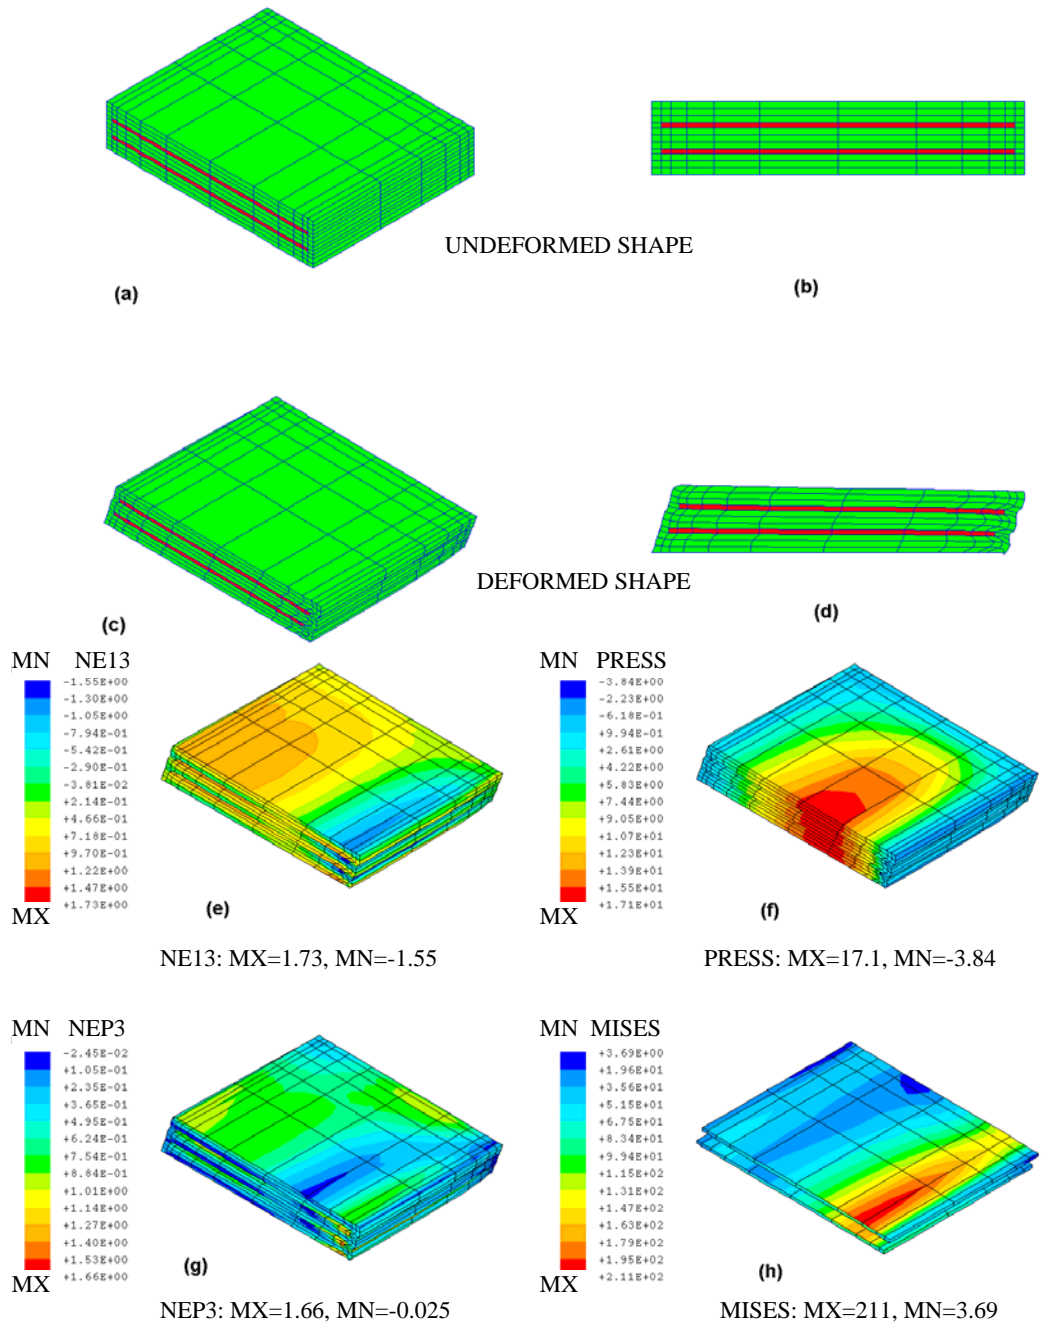 UNDEFORMED SHAPE
(a)
(b)
DEFORMED SHAPE
(c)
(d)
MN NE13
-1.55E+00
-1.30E+00
-1.05E+00
-7.94E-01
-5.42E-01
-2.90E-01
-3.81E-02
+2.14E-01
+4.66E-01
+7.18E-01
+9.70E-01
+1.22E+00
+1.47E+00
+1.73E+00
MX
(e)
NE13: MX=1.73, MN=-1.55
MN PRESS
-3.84E+00
-2.23E+00
-6.18E-01
+9.94E-01
+2.61E+00
+4.22E+00
+5.83E+00
+7.44E+00
+9.05E+00
+1.07E+01
+1.23E+01
+1.39E+01
+1.55E+01
+1.71E+01
MX
(f)
PRESS: MX=17.1, MN=-3.84
MN NEP3
-2.45E-02
+1.05E-01
+2.35E-01
+3.65E-01
+4.95E-01
+6.24E-01
+7.54E-01
+8.84E-01
+1.01E+00
+1.14E+00
+1.27E+00
+1.40E+00
+1.53E+00
+1.66E+00
MX
(g)
NEP3: MX=1.66, MN=-0.025
MN MISES
+3.69E+00
+1.96E+01
+3.56E+01
+5.15E+01
+6.75E+01
+8.34E+01
+9.94E+01
+1.15E+02
+1.31E+02
+1.47E+02
+1.63E+02
+1.79E+02
+1.95E+02
+2.11E+02
MX
(h)
MISES: MX=211, MN=3.69